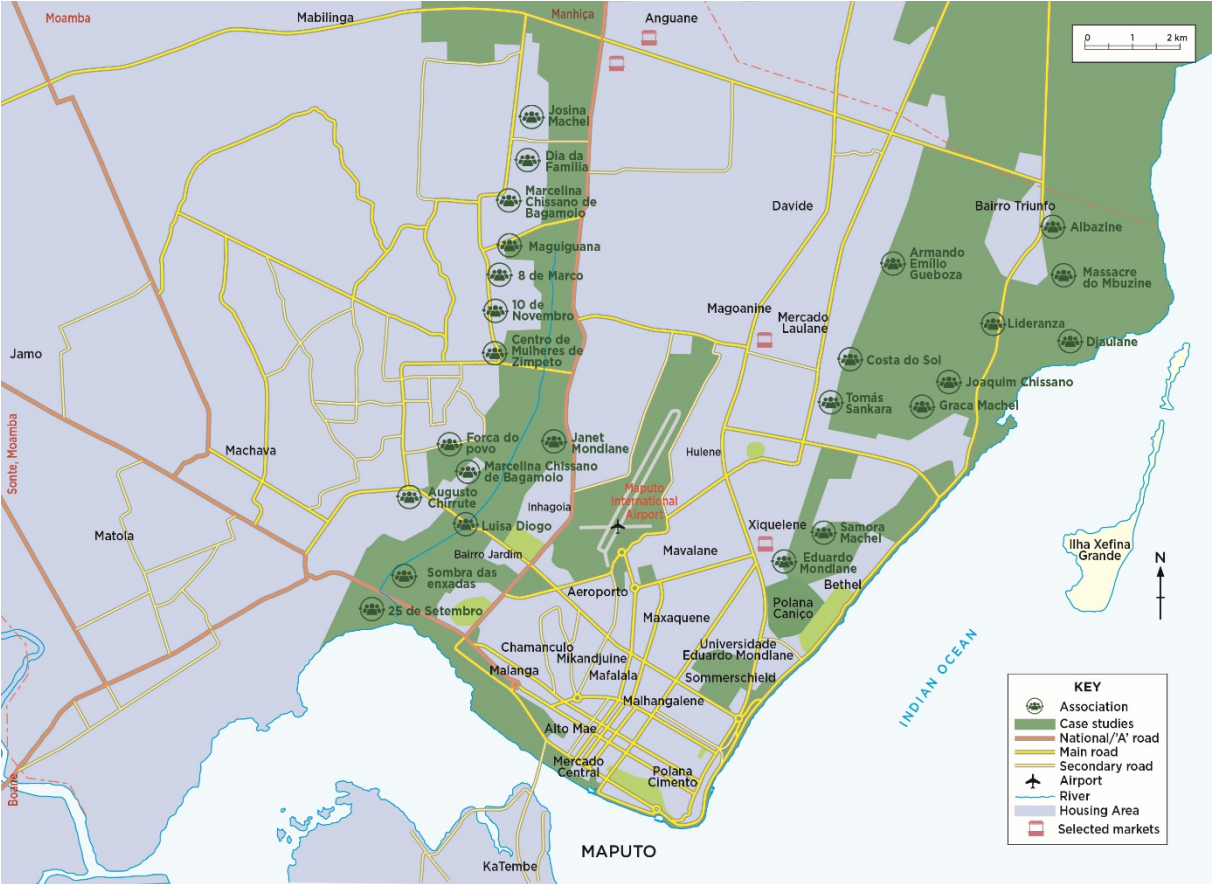 Moamba
Mabilinga
Manhiça
Anguane
0 1 2 km
Josina
Machel
Dia da
Familia
Marcelina
Chissano de
Bagamoio
Davide
Bairro Triunfo
Albazine
Maguiguana
Armando
Emílio
Gueboza
8 de Marco
Massacre
do Mbuzine
10 de
Novembro
Magoanine
Mercado
Laulane
Lideranza
Djaulane
Centro de
Mulheres de
Zimpeto
Jamo
Costa do Sol
Joaquim Chissano
Tomás
Sankara
Graca Machel
Sonte, Moamba
Machava
Forca do
povo
Janet
Mondlane
Hulene
Marcelina Chissano
de Bagamoio
Augusto
Chirrute
Inhagoia
Maputo
International
Airport
Matola
Luisa Diogo
Xiquelene
Samora
Machel
Bairro Jardim
Mavalane
Eduardo
Mondlane
Ilha Xefina
Grande
N
Sombra das
enxadas
Bethel
Aeroporto
25 de Setembro
Polana
Caniço
Maxaquene
Chamanculo
Mikandjuine
Universidade
Eduardo Mondlane
Malanga
Mafalala
Sommerschield
INDIAN OCEAN
Malhangalene
Alto Mae
Mercado
Central
Polana
Cimento
Boane
MAPUTO
KaTembe
KEY
Association
Case studies
National/'A' road
Main road
Secondary road
Airport
River
Housing Area
Selected markets